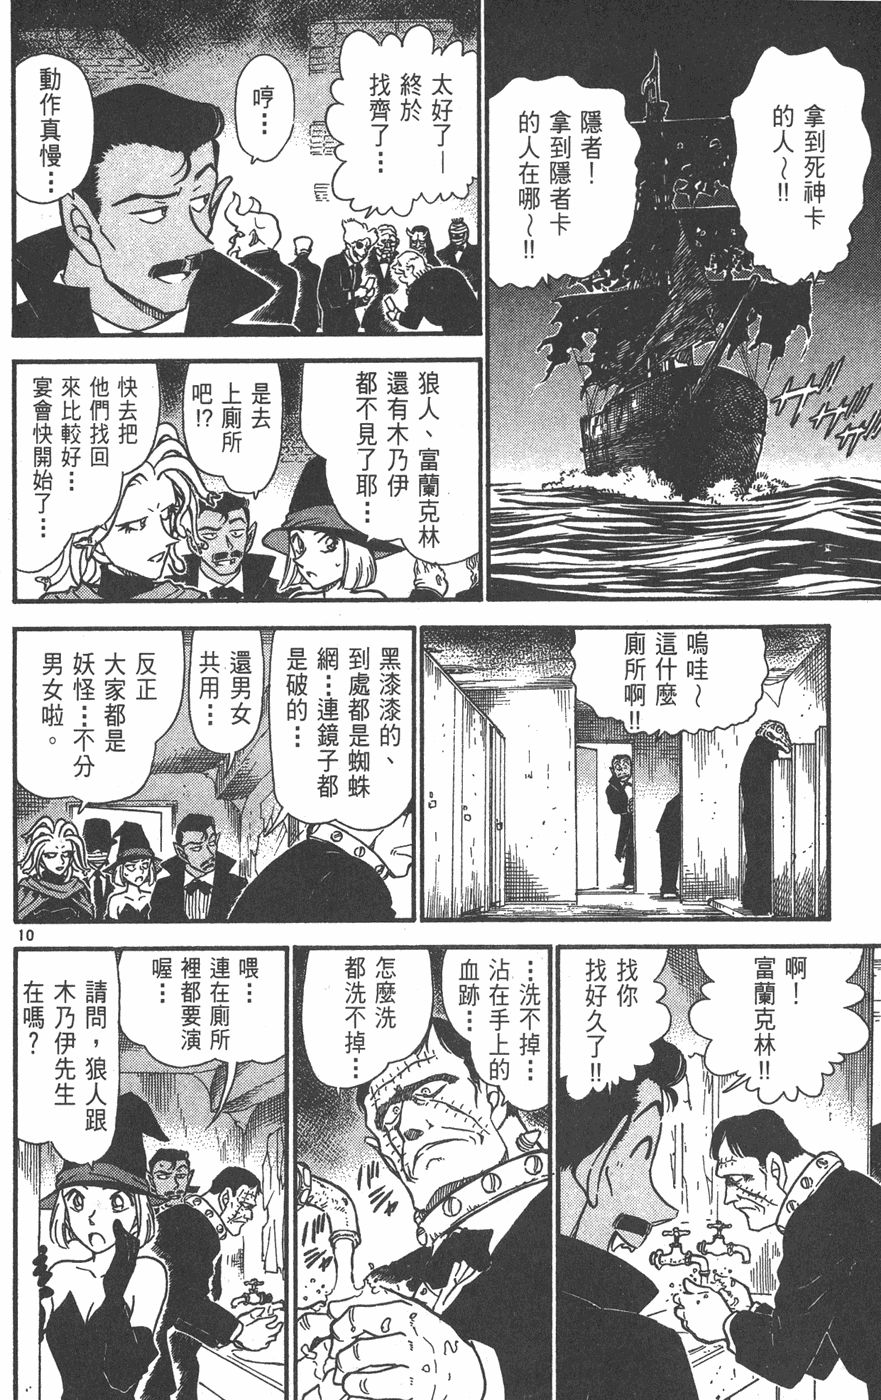 拿到死神卡
的人~!!
隱者!
拿到隱者卡
的人在哪~!!
太好了—
終於
找齊了…
哼…
動作真慢…
狼人、富蘭克林
還有木乃伊
都不見了耶…
是去
上廁所
吧!?
快去把
他們找回
來比較好…
宴會快開始了…
嗚哇~
這什麼
廁所啊!!
黑漆漆的、
到處都是蜘蛛
網…連鏡子都
是破的…
還男女
共用…
反正
大家都是
妖怪…不分
男女啦。
10
啊!
富蘭克林!!
找你
找好久了!!
…洗不掉…
沾在手上的
血跡…
怎麼洗
都洗不掉…
喂…
連在廁所
裡都要演
喔…
請問,狼人跟
木乃伊先生
在嗎?